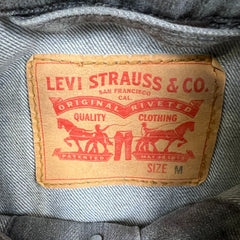 LEVI STRAUSS & CO.
SAN FRANCISCO
CAL.
ORIGINAL RIVETED
QUALITY CLOTHING
PATENTED MAY 20 1873
SIZE M